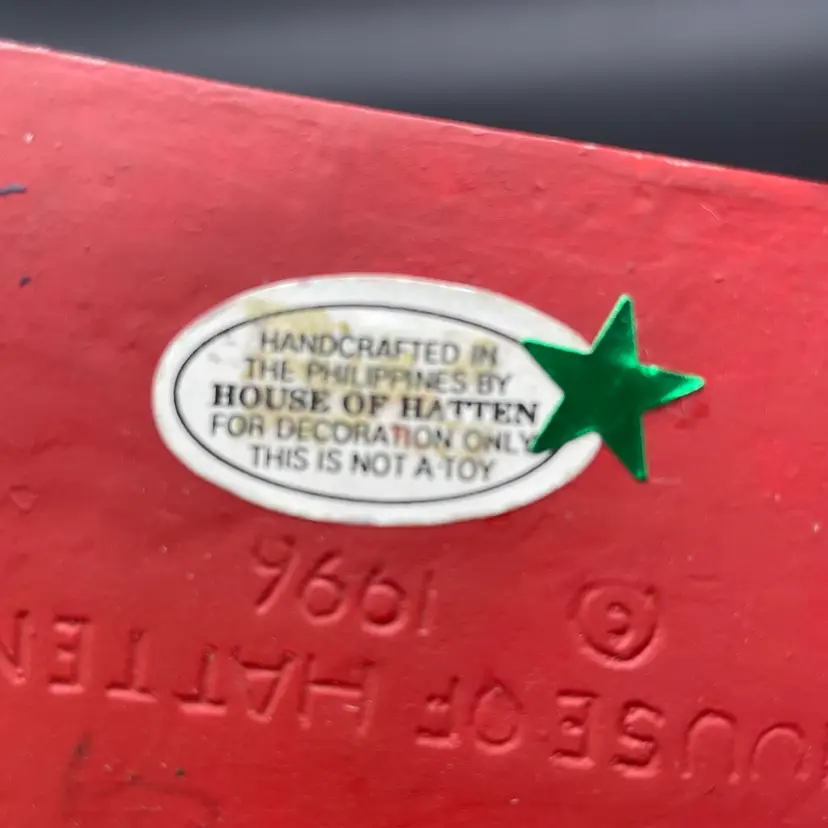 HANDCRAFTED IN
THE PHILIPPINES BY
HOUSE OF HATTEN
FOR DECORATION ONLY
THIS IS NOT A TOY
HOUSE OF HATTEN
© 1996